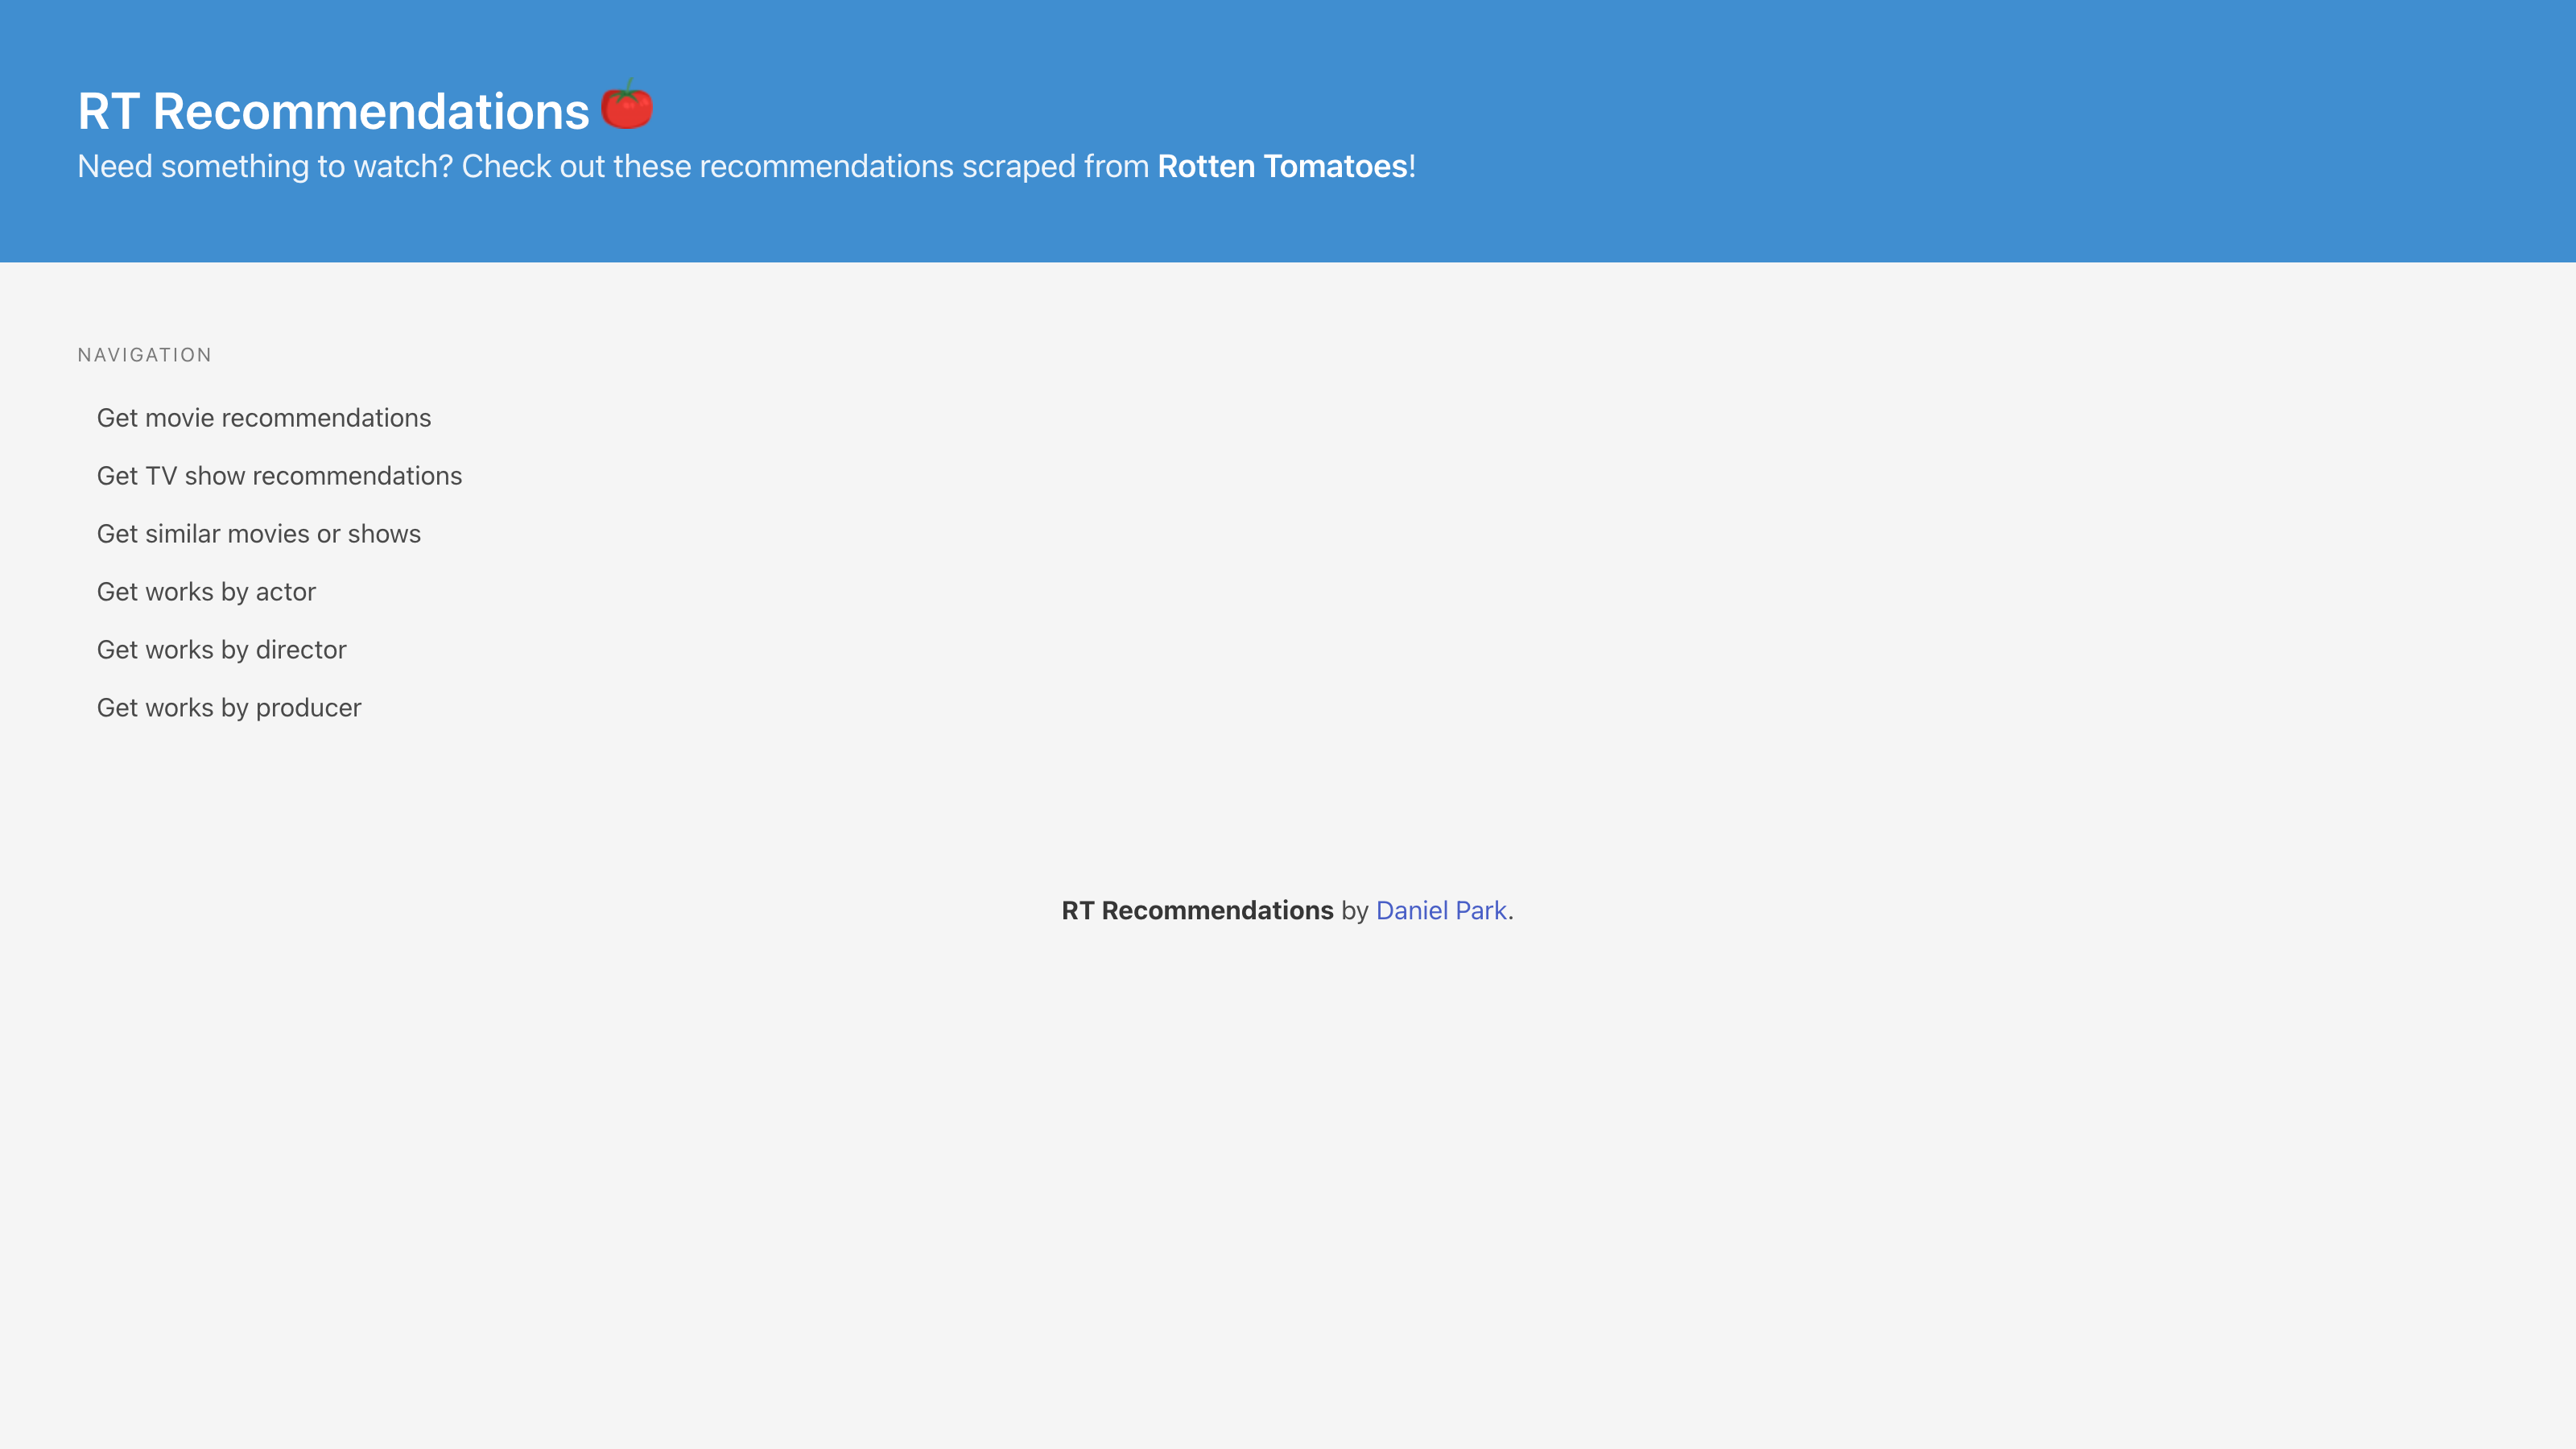 RT Recommendations 🍅
Need something to watch? Check out these recommendations scraped from Rotten Tomatoes!
NAVIGATION
Get movie recommendations
Get TV show recommendations
Get similar movies or shows
Get works by actor
Get works by director
Get works by producer
RT Recommendations by Daniel Park.